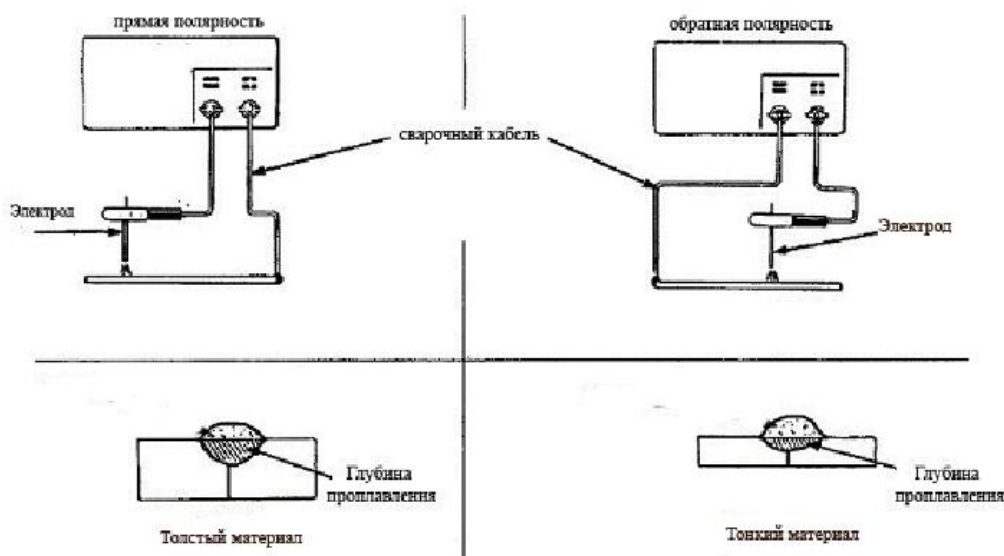 прямая полярность
обратная полярность
сварочный кабель
Электрод
Электрод
Глубина
проплавления
Глубина
проплавления
Толстый материал
Тонкий материал